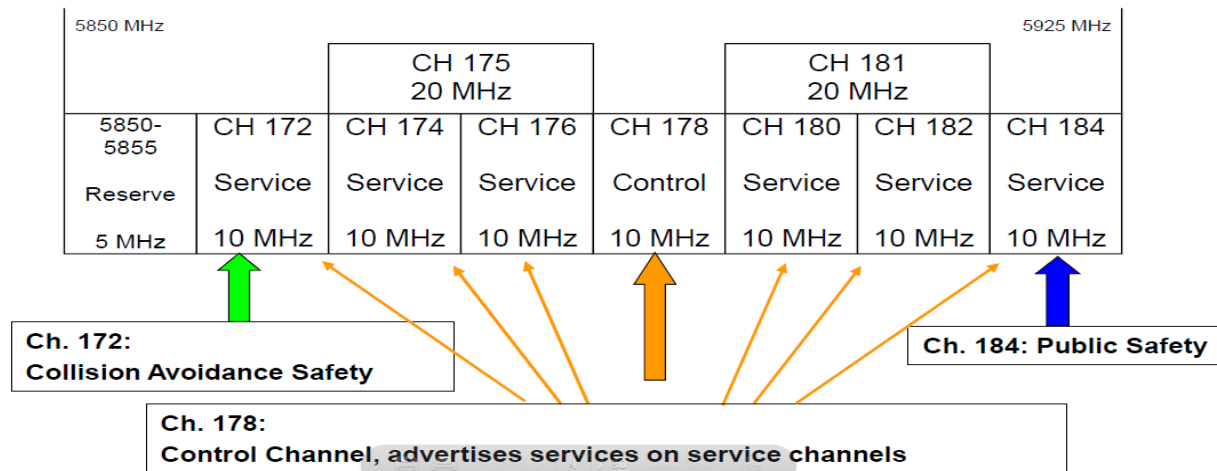 5850 MHz
5925 MHz
CH 175
20 MHz
CH 181
20 MHz
5850-
5855
Reserve
5 MHz
CH 172
Service
10 MHz
CH 174
Service
10 MHz
CH 176
Service
10 MHz
CH 178
Control
10 MHz
CH 180
Service
10 MHz
CH 182
Service
10 MHz
CH 184
Service
10 MHz
Ch. 172:
Collision Avoidance Safety
Ch. 184: Public Safety
Ch. 178:
Control Channel, advertises services on service channels